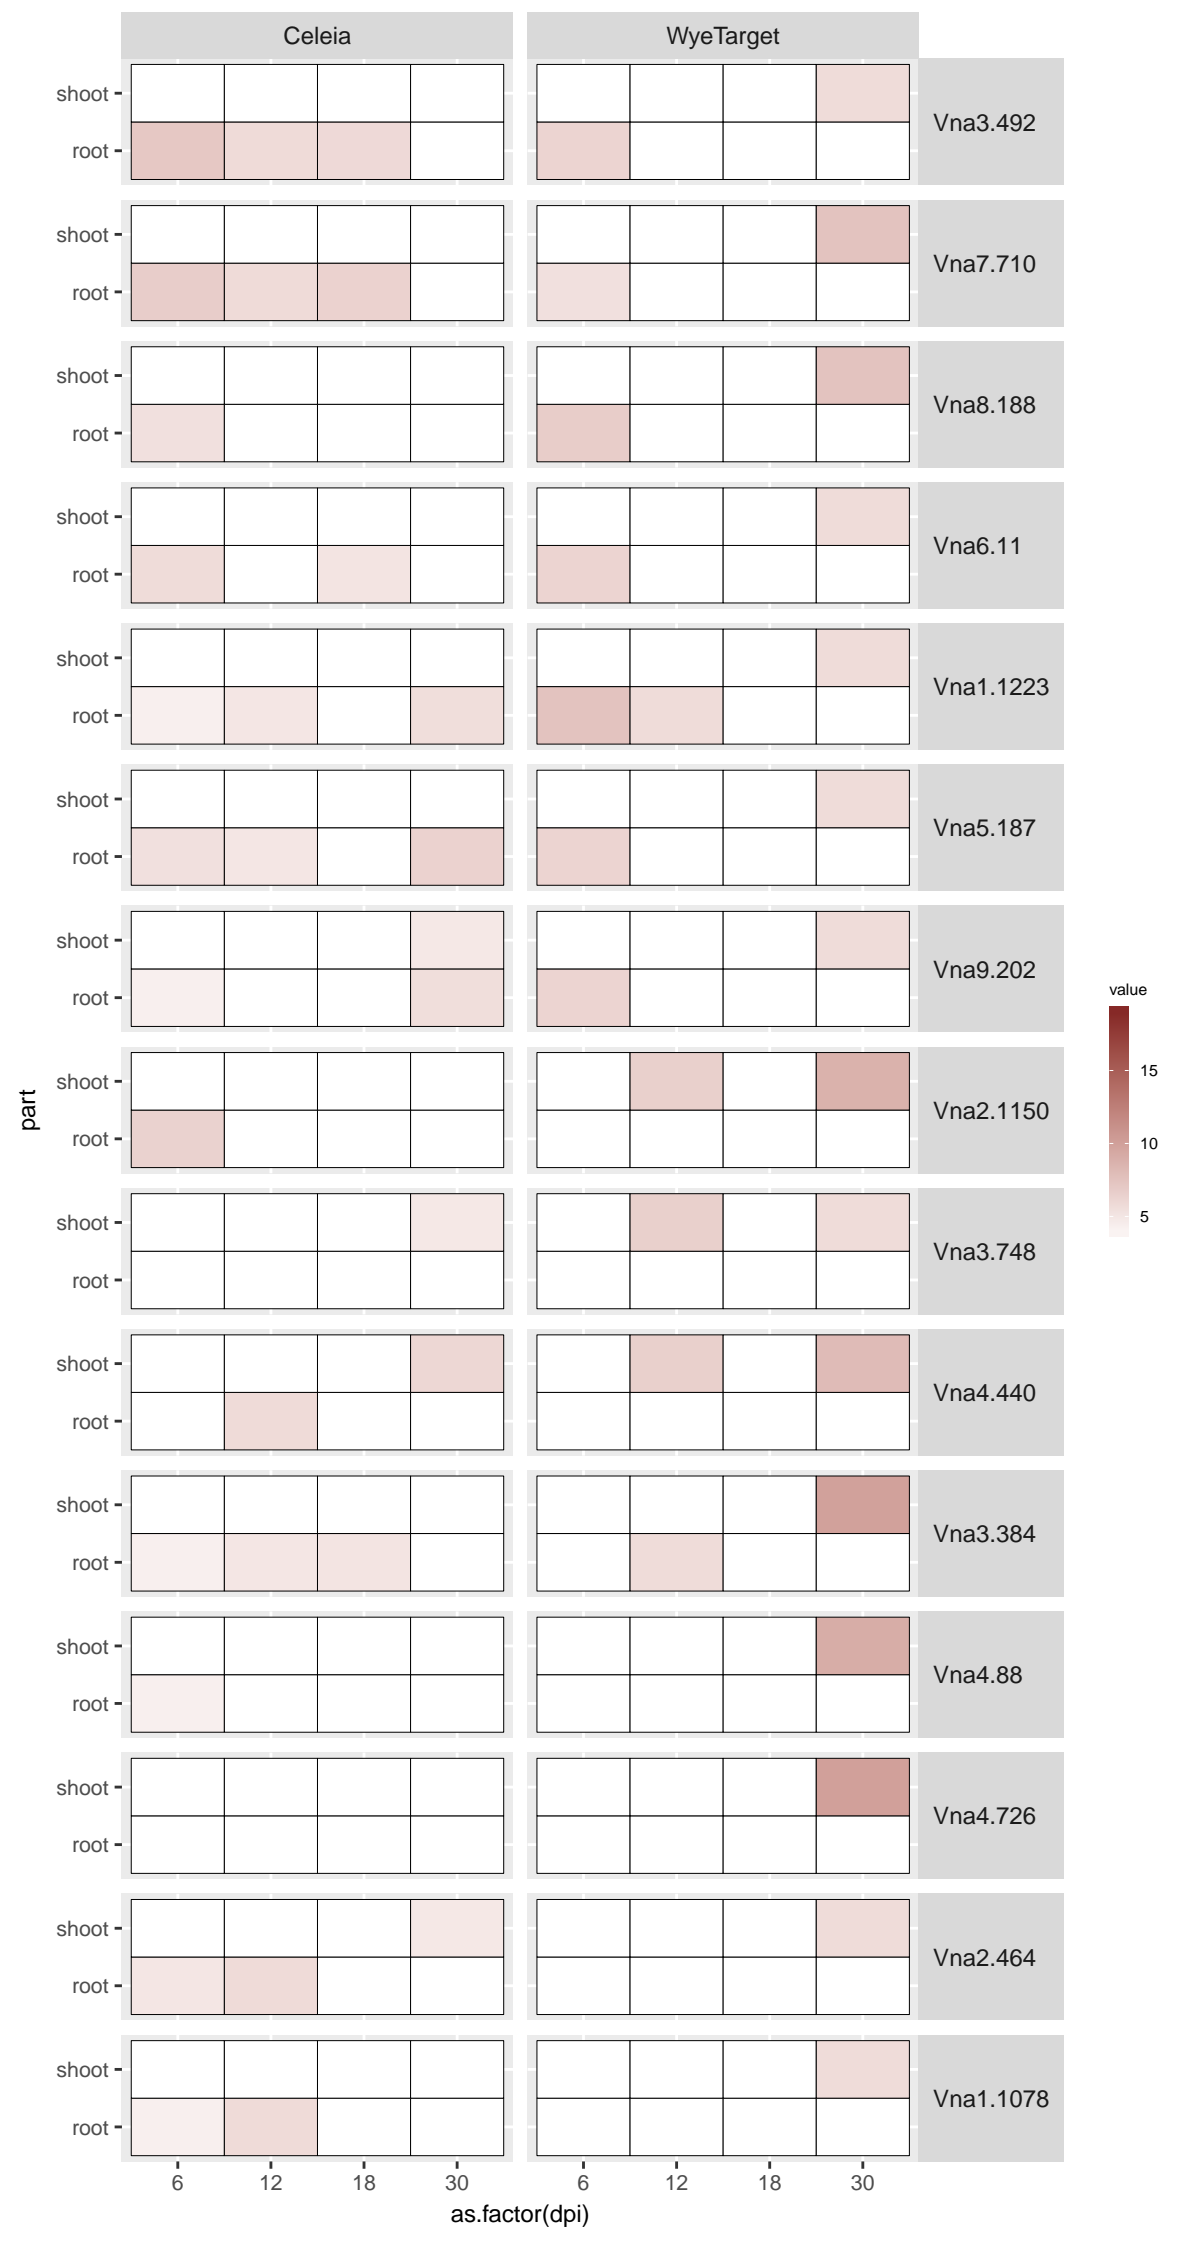 Celeia WyeTarget
shoot
root
Vna3.492
shoot
root
Vna7.710
shoot
root
Vna8.188
shoot
root
Vna6.11
shoot
root
Vna1.1223
shoot
root
Vna5.187
shoot
root
Vna9.202
shoot
root
Vna2.1150
shoot
root
Vna3.748
shoot
root
Vna4.440
shoot
root
Vna3.384
shoot
root
Vna4.88
shoot
root
Vna4.726
shoot
root
Vna2.464
shoot
root
Vna1.1078
6 12 18 30 6 12 18 30
as.factor(dpi)
part
value
15
10
5